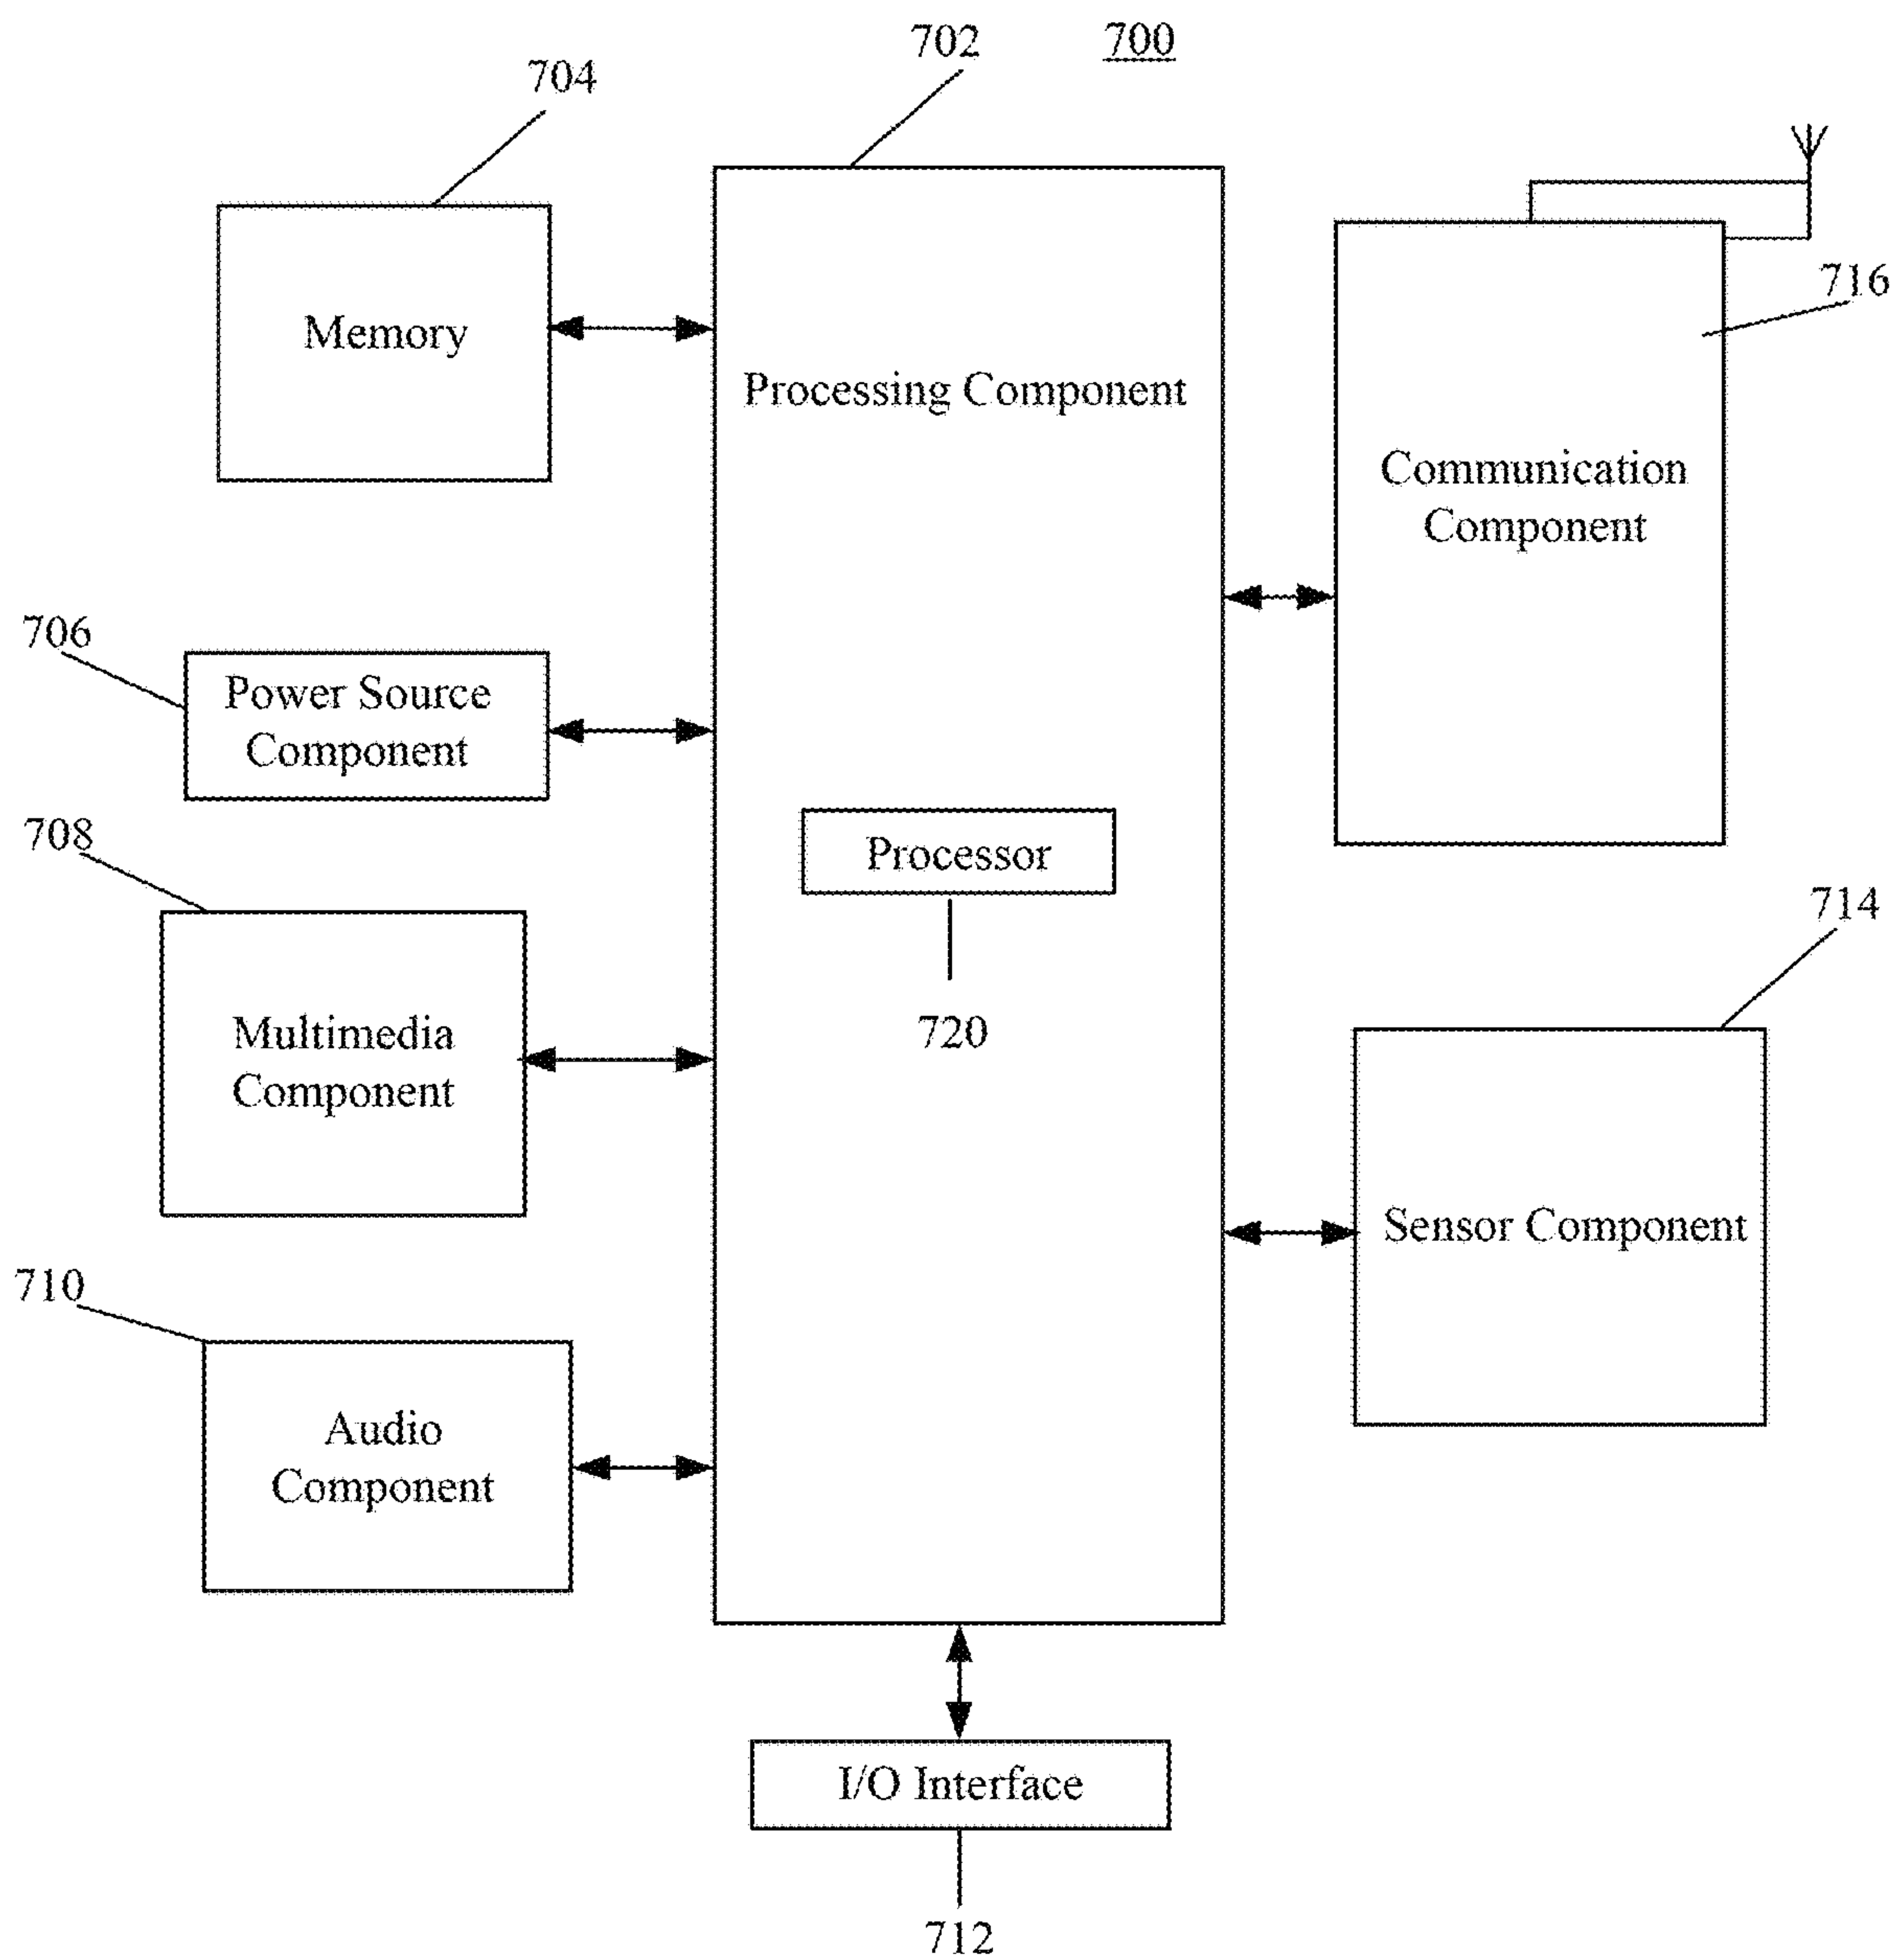 702
700
704
Memory
Processing Component
716
Communication
Component
706
Power Source
Component
708
Processor
720
714
Multimedia
Component
Sensor Component
710
Audio
Component
I/O Interface
712